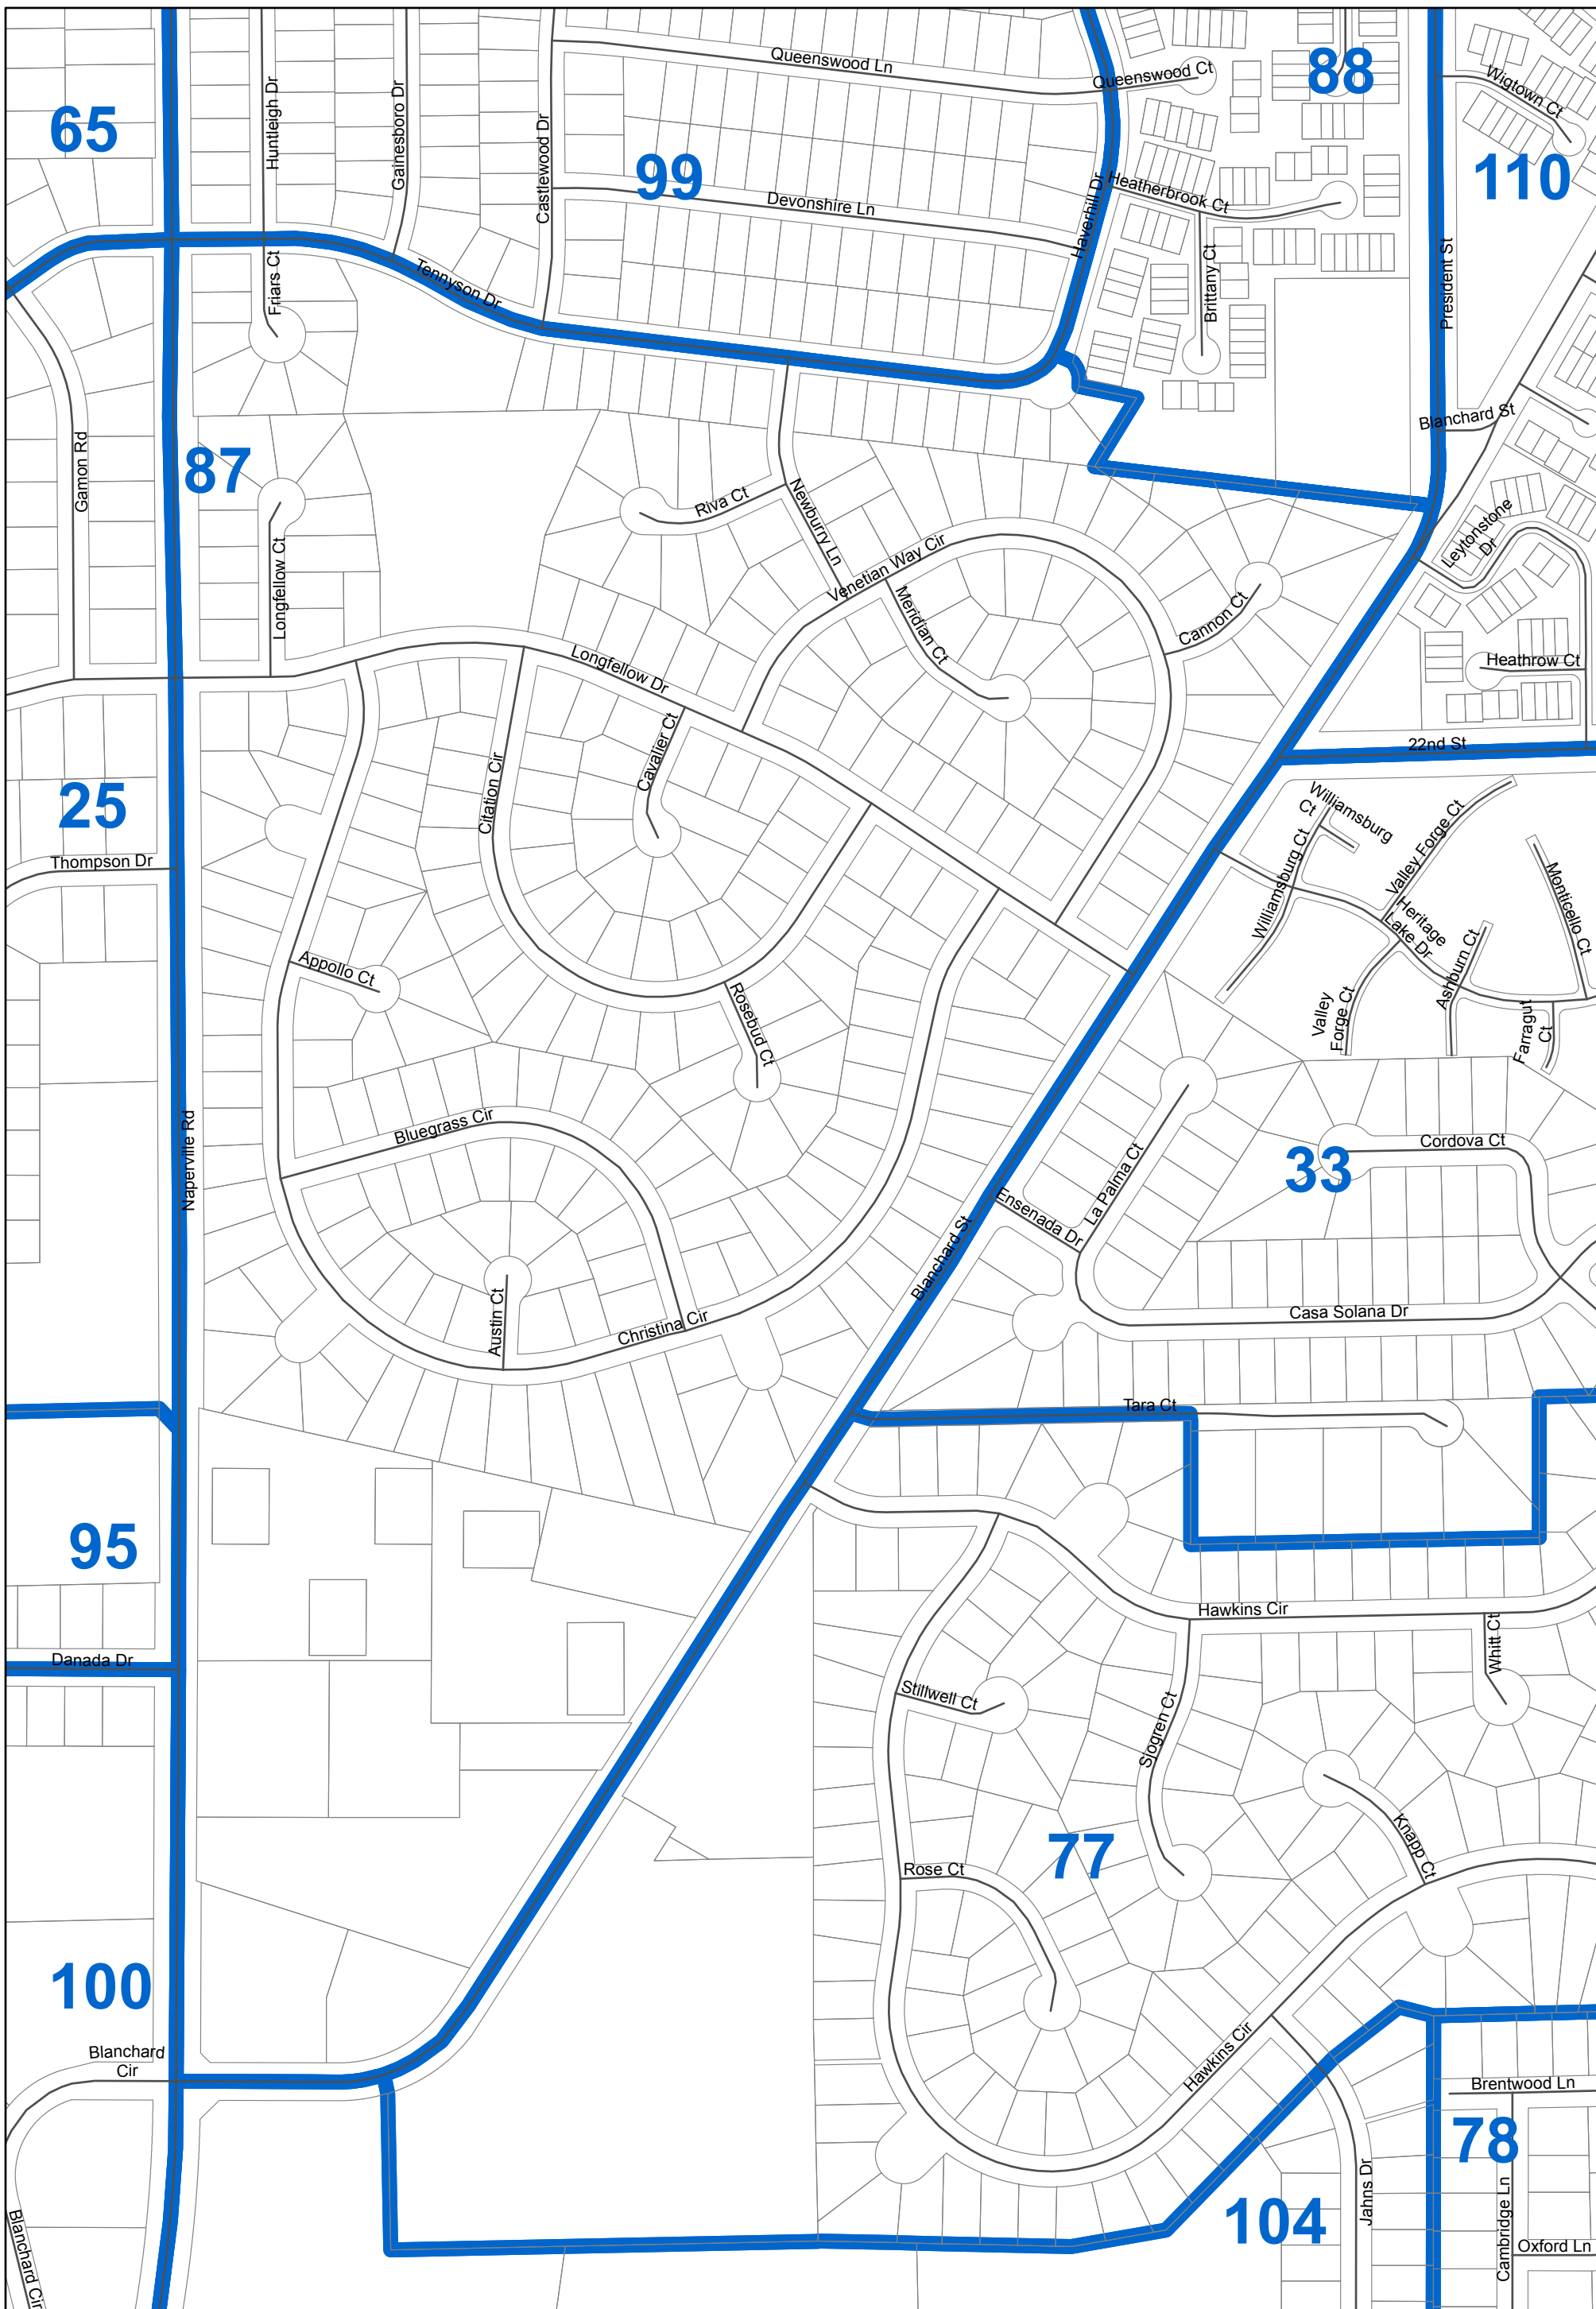 Queenswood Ln
Queenswood Ct
88
Wigtown Ct
65
Huntleigh Dr
Gainesboro Dr
Castlewood Dr
99
Devonshire Ln
Haverhill Dr
Heatherbrook Ct
110
Friars Ct
Tennyson Dr
Brittany Ct
President St
Gamon Rd
87
Longfellow Ct
Riva Ct
Newbury Ln
Venetian Way Cir
Meridian Ct
Cannon Ct
Blanchard St
Leytonstone
Dr
Heathrow Ct
Longfellow Dr
Cavalier Ct
Citation Cir
22nd St
25
Thompson Dr
Williamsburg
Ct
Williamsburg Ct
Valley Forge Ct
Heritage
Lake Dr
Monticello Ct
Ashburn Ct
Valley
Forge Ct
Farragut
Ct
Appollo Ct
Rosebud Ct
Naperville Rd
Bluegrass Cir
La Palma Ct
Ensenada Dr
33
Cordova Ct
Blanchard St
Austin Ct
Christina Cir
Casa Solana Dr
Tara Ct
95
Hawkins Cir
Whitt Ct
Danada Dr
Stillwell Ct
Siogren Ct
77
Knapp Ct
Rose Ct
100
Blanchard
Cir
Hawkins Cir
Brentwood Ln
78
Jahns Dr
104
Cambridge Ln
Oxford Ln
Blanchard Cir